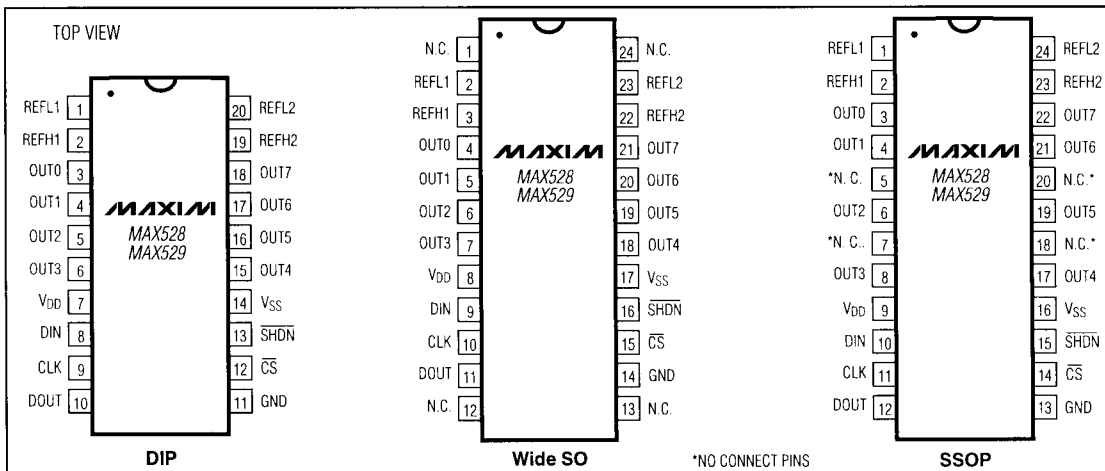 TOP VIEW
REFL1 1 20 REFL2
REFH1 2 19 REFH2
OUT0 3 18 OUT7
OUT1 4 17 OUT6
OUT2 5 16 OUT5
OUT3 6 15 OUT4
VDD 7 14 VSS
DIN 8 13 SHDN
CLK 9 12 CS
DOUT 10 11 GND
MAXIM
MAX528
MAX529
DIP
N.C. 1 24 N.C.
REFL1 2 23 REFL2
REFH1 3 22 REFH2
OUT0 4 21 OUT7
OUT1 5 20 OUT6
OUT2 6 19 OUT5
OUT3 7 18 OUT4
VDD 8 17 VSS
DIN 9 16 SHDN
CLK 10 15 CS
DOUT 11 14 GND
N.C. 12 13 N.C.
MAXIM
MAX528
MAX529
Wide SO
REFL1 1 24 REFL2
REFH1 2 23 REFH2
OUT0 3 22 OUT7
OUT1 4 21 OUT6
*N. C. 5 20 N.C.*
OUT2 6 19 OUT5
*N. C.. 7 18 N.C.*
OUT3 8 17 OUT4
VDD 9 16 VSS
DIN 10 15 SHDN
CLK 11 14 CS
DOUT 12 13 GND
MAXIM
MAX528
MAX529
*NO CONNECT PINS
SSOP